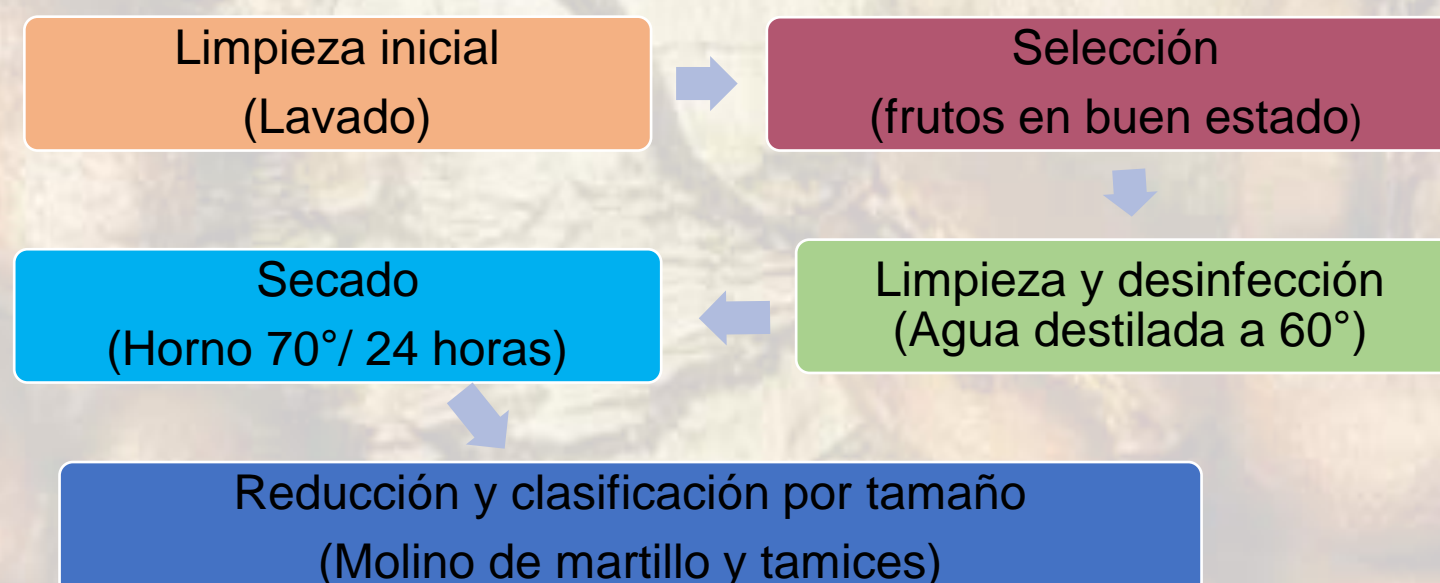 Limpieza inicial
(Lavado)
Selección
(frutos en buen estado)
Limpieza y desinfección
(Agua destilada a 60°)
Secado
(Horno 70°/ 24 horas)
Reducción y clasificación por tamaño
(Molino de martillo y tamices)